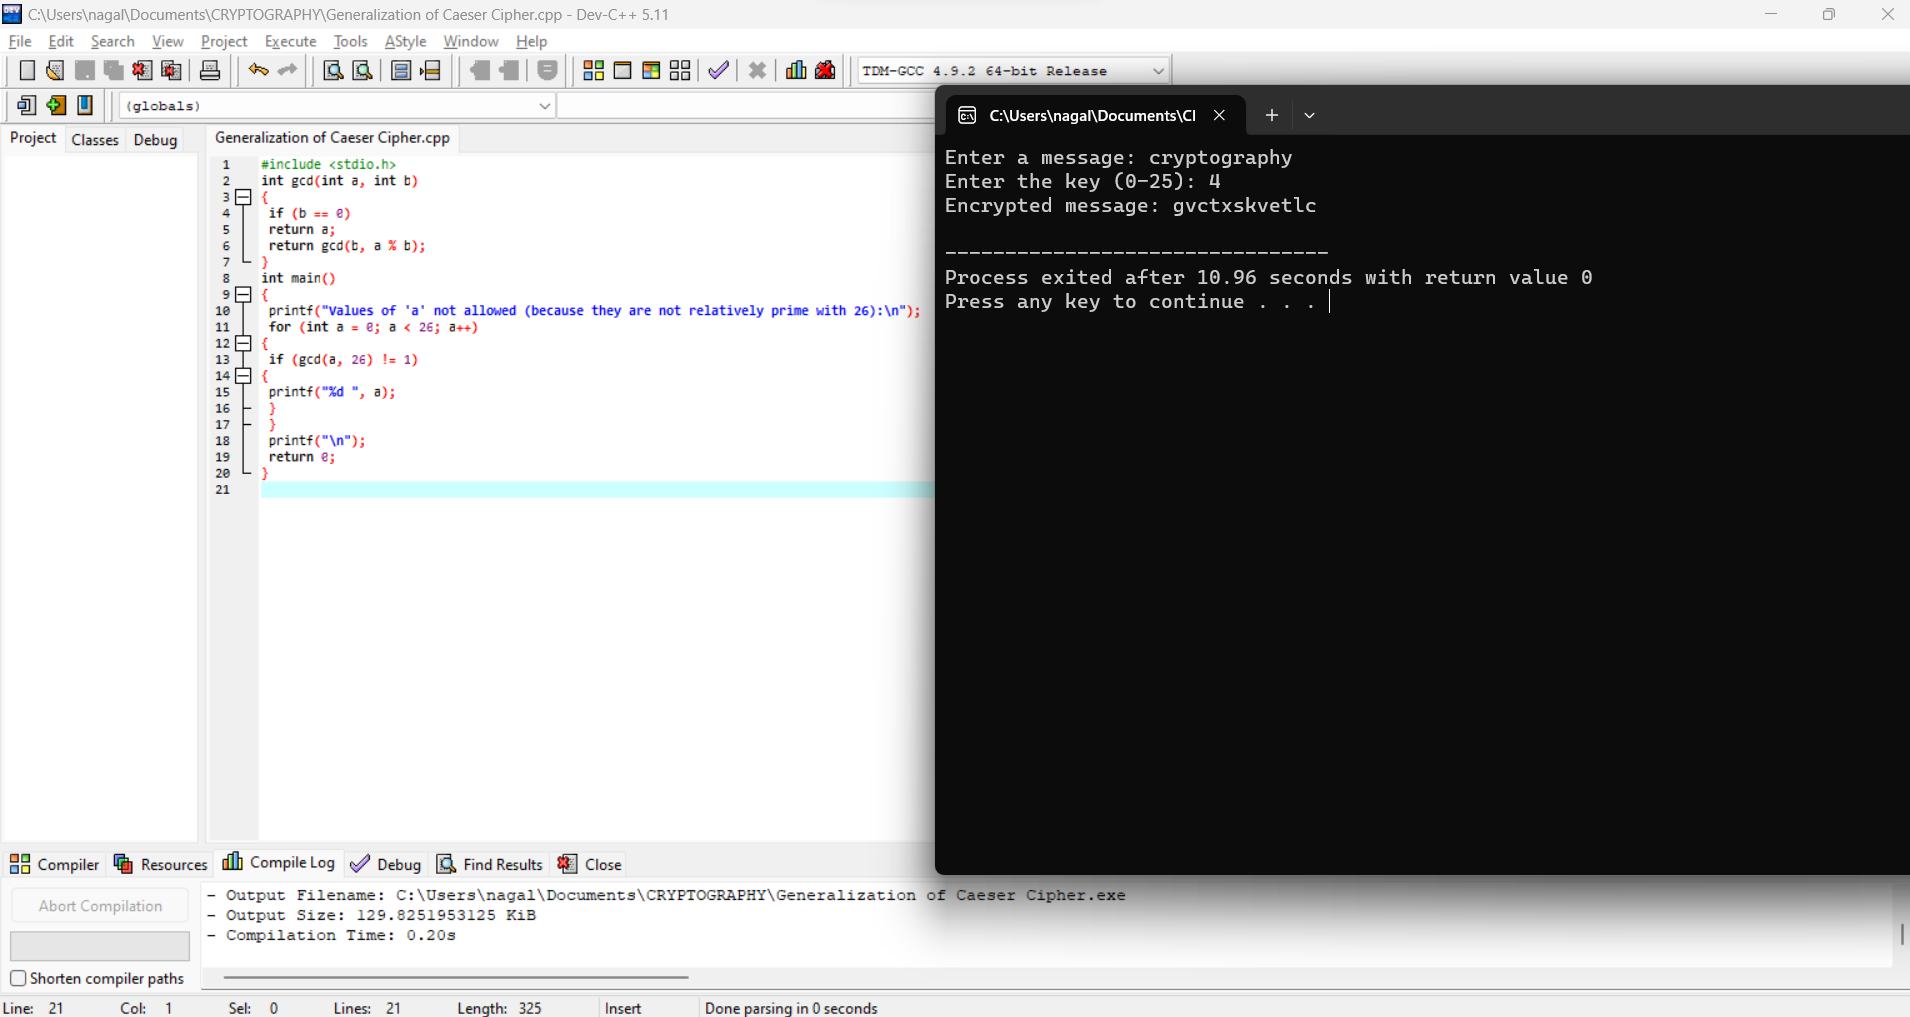 C:\Users\nagal\Documents\CRYPTOGRAPHY\Generalization of Caeser Cipher.cpp - Dev-C++ 5.11
File Edit Search View Project Execute Tools AStyle Window Help
TDM-GCC 4.9.2 64-bit Release
(globals)
Project Classes Debug
Generalization of Caeser Cipher.cpp
1 #include <stdio.h>
2 int gcd(int a, int b)
3 {
4 if (b == 0)
5 return a;
6 return gcd(b, a % b);
7 }
8 int main()
9 {
10 printf("Values of 'a' not allowed (because they are not relatively prime with 26):\n");
11 for (int a = 0; a < 26; a++)
12 {
13 if (gcd(a, 26) != 1)
14 {
15 printf("%d ", a);
16 }
17 }
18 printf("\n");
19 return 0;
20 }
21
C:\Users\nagal\Documents\Cl
Enter a message: cryptography
Enter the key (0-25): 4
Encrypted message: gvctxskvetlc
--------------------------------
Process exited after 10.96 seconds with return value 0
Press any key to continue . . .
Compiler Resources Compile Log Debug Find Results Close
Abort Compilation
Shorten compiler paths
- Output Filename: C:\Users\nagal\Documents\CRYPTOGRAPHY\Generalization of Caeser Cipher.exe
- Output Size: 129.8251953125 KiB
- Compilation Time: 0.20s
Line: 21 Col: 1 Sel: 0 Lines: 21 Length: 325 Insert Done parsing in 0 seconds